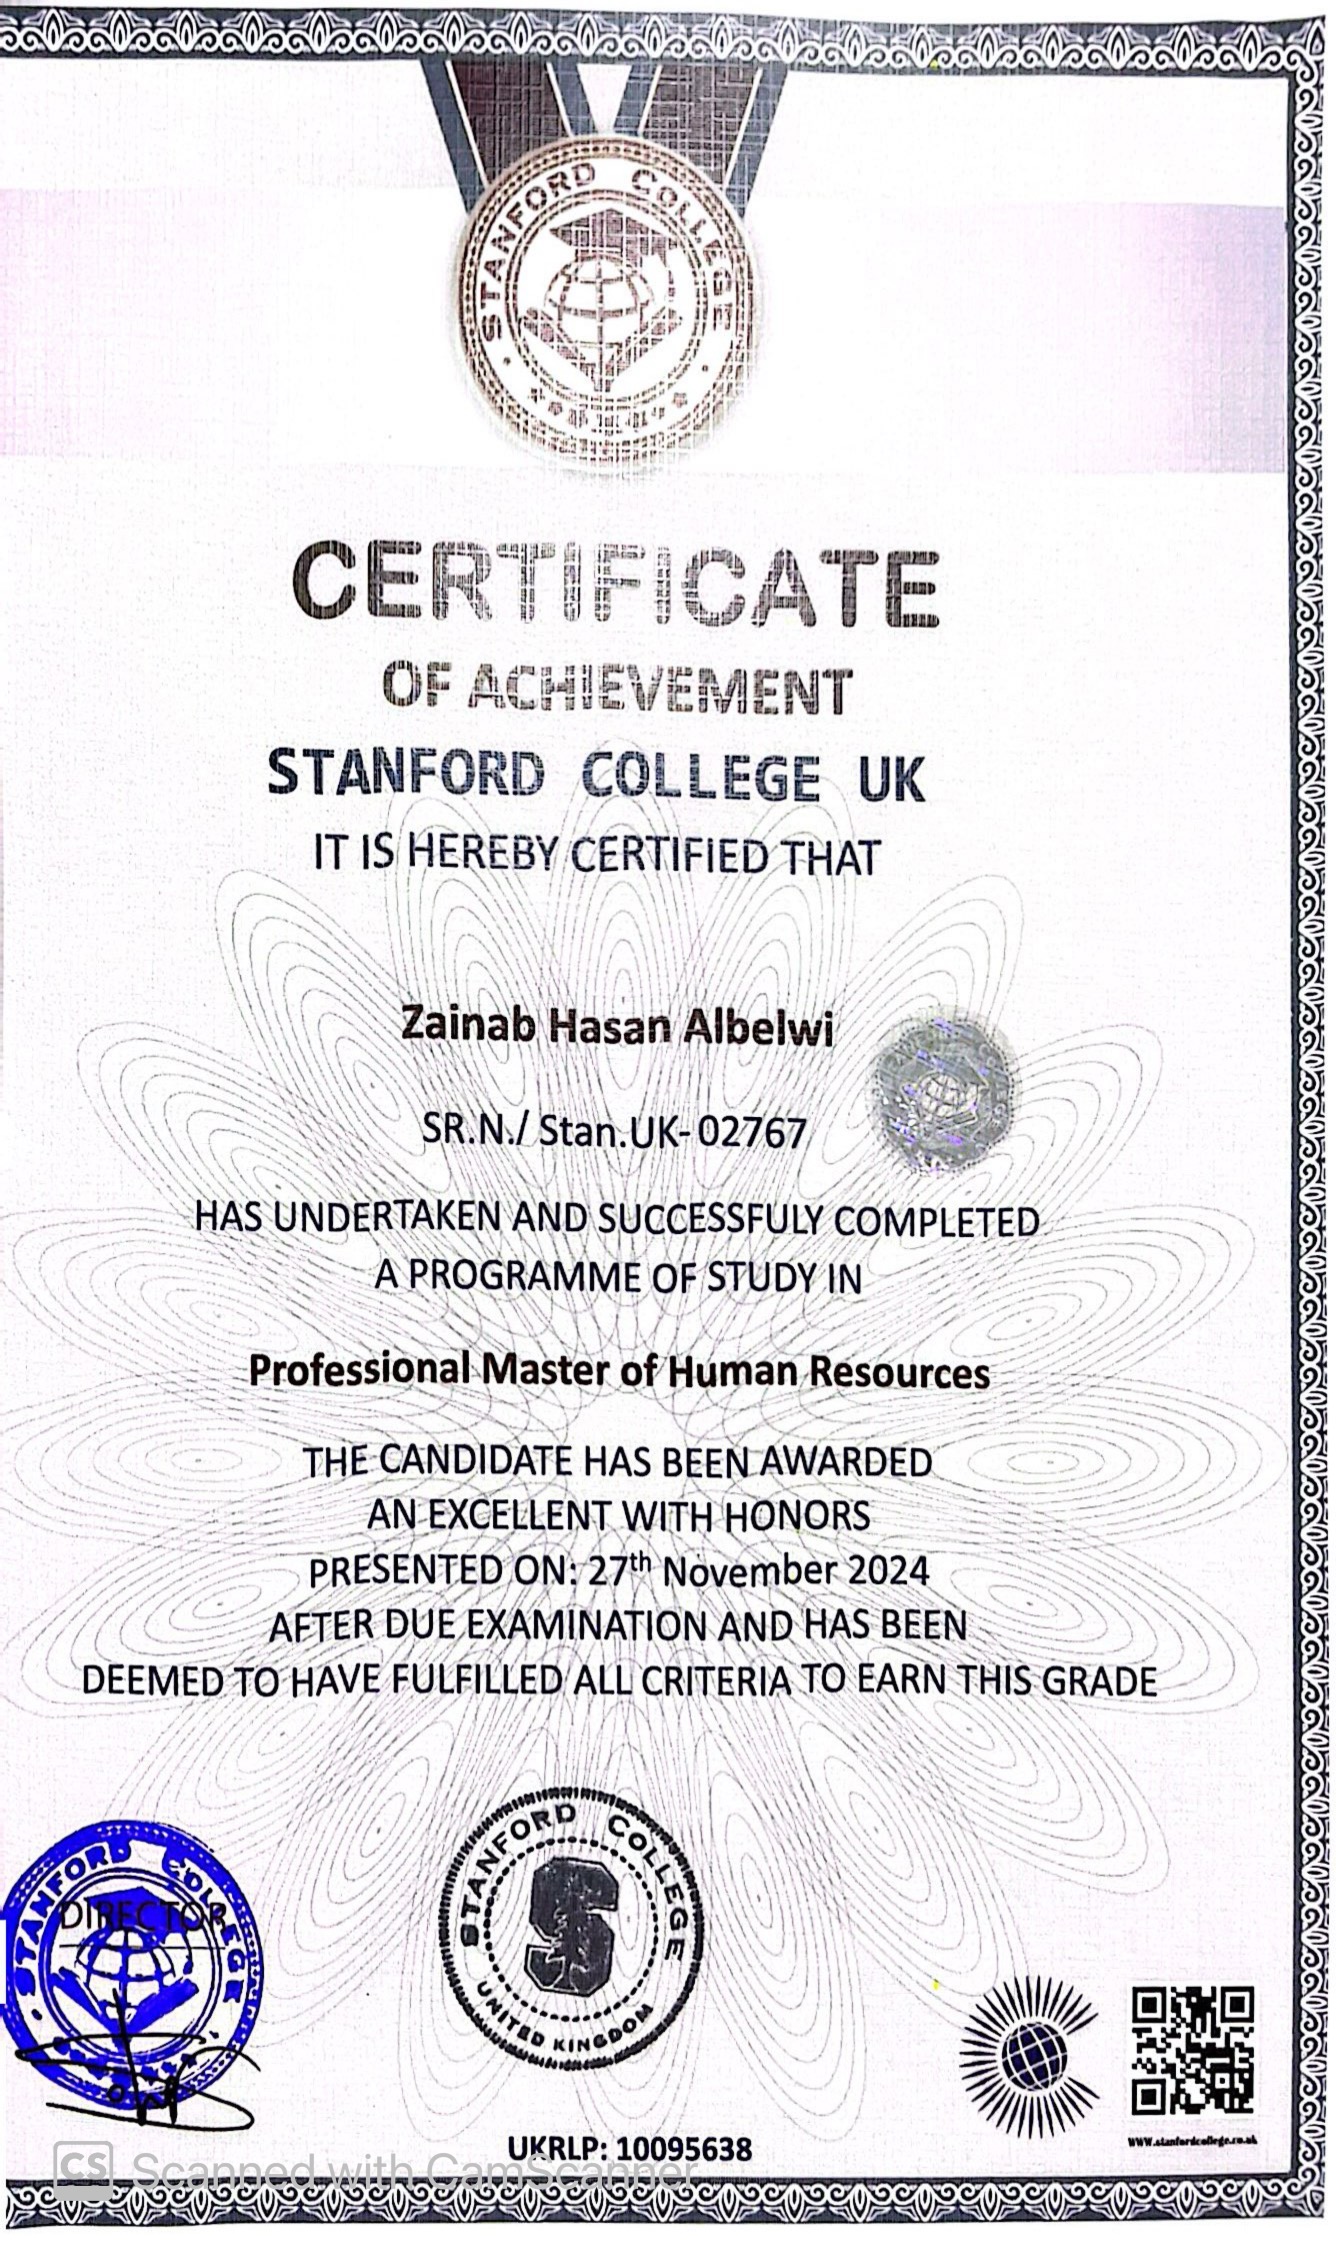 STANFORD COLLEGE
CERTIFICATE
OF ACHIEVEMENT
STANFORD COLLEGE UK
IT IS HEREBY CERTIFIED THAT
Zainab Hasan Albelwi
SR.N./ Stan.UK- 02767
HAS UNDERTAKEN AND SUCCESSFULY COMPLETED
A PROGRAMME OF STUDY IN
Professional Master of Human Resources
THE CANDIDATE HAS BEEN AWARDED
AN EXCELLENT WITH HONORS
PRESENTED ON: 27th November 2024
AFTER DUE EXAMINATION AND HAS BEEN
DEEMED TO HAVE FULFILLED ALL CRITERIA TO EARN THIS GRADE
STANFORD COLLEGE
DIRECTOR
STANFORD COLLEGE
S
UNITED KINGDOM
www.stanfordcollege.co.uk
UKRLP: 10095638
CS Scanned with CamScanner